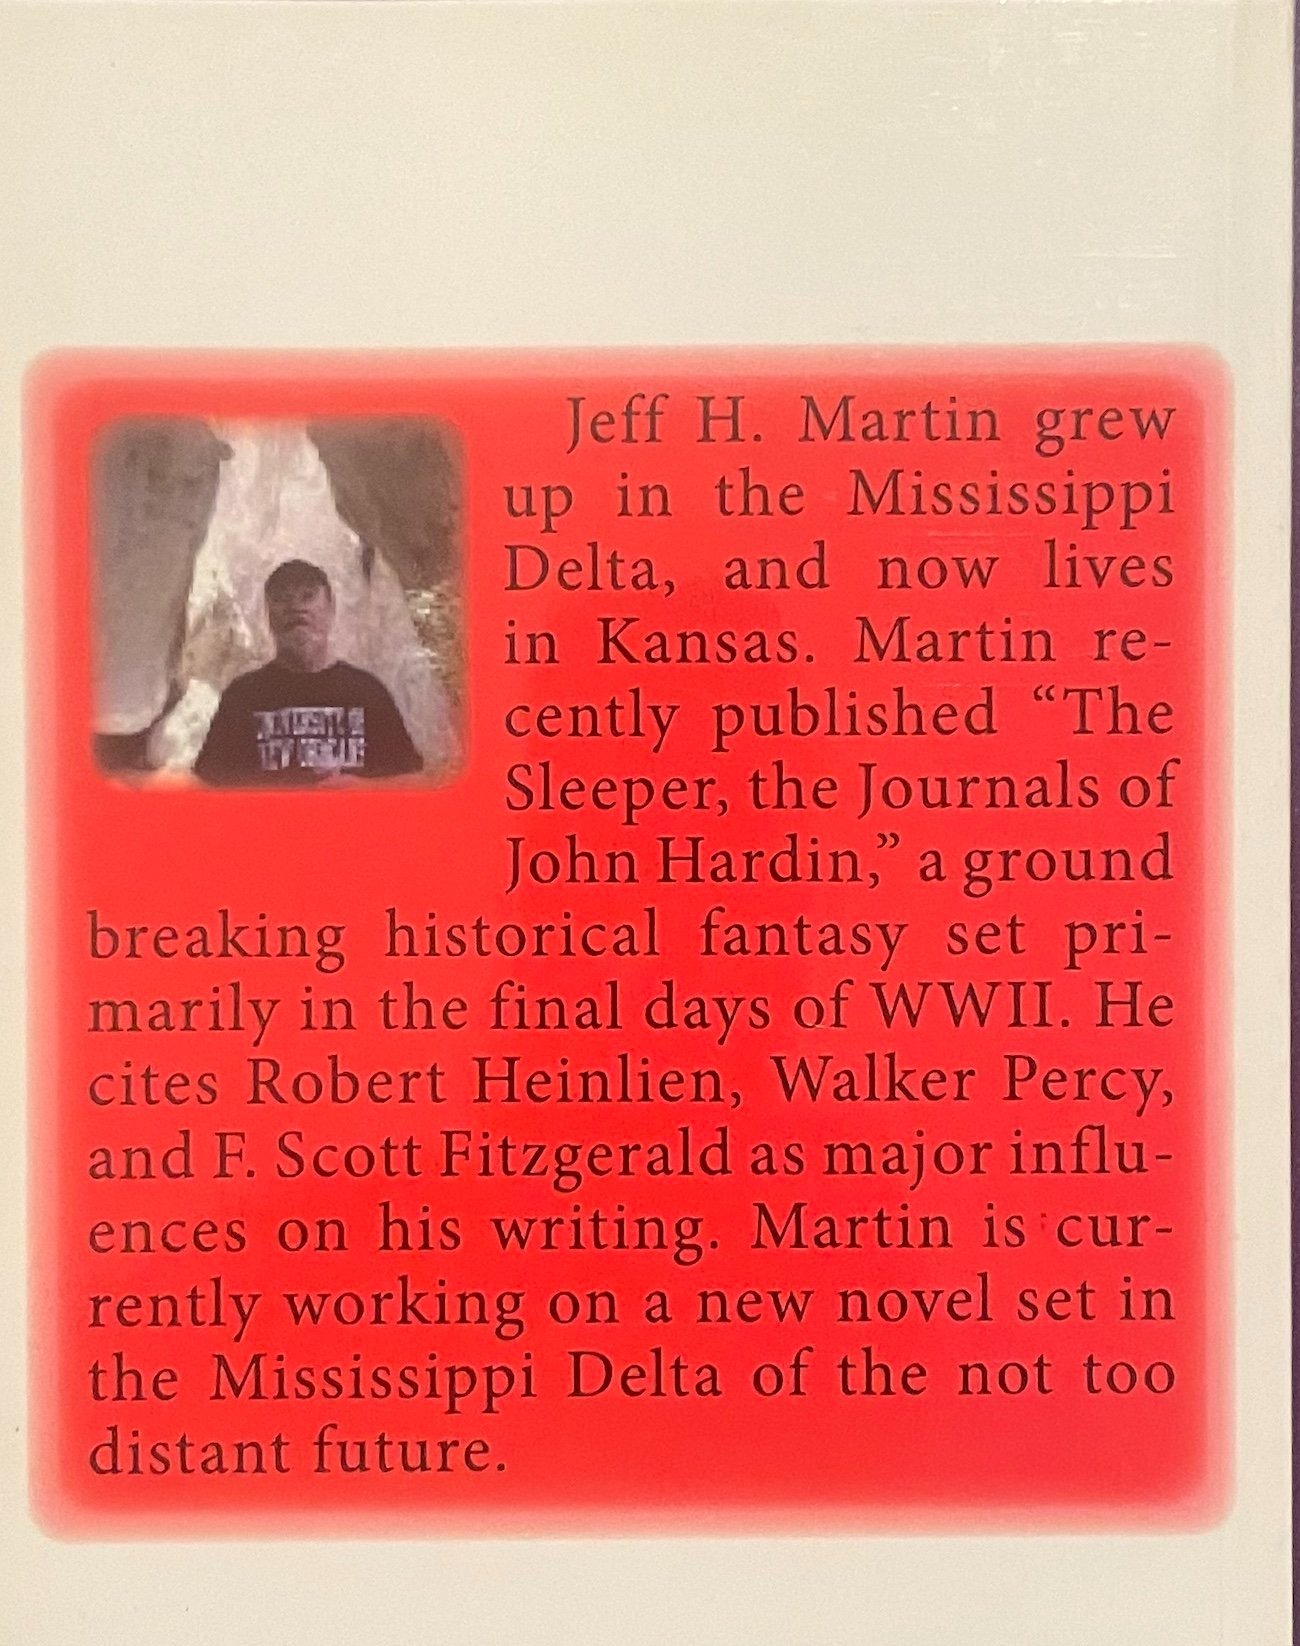 Jeff H. Martin grew
up in the Mississippi
Delta, and now lives
in Kansas. Martin re-
cently published “The
Sleeper, the Journals of
John Hardin,” a ground
breaking historical fantasy set pri-
marily in the final days of WWII. He
cites Robert Heinlien, Walker Percy,
and F. Scott Fitzgerald as major influ-
ences on his writing. Martin is cur-
rently working on a new novel set in
the Mississippi Delta of the not too
distant future.